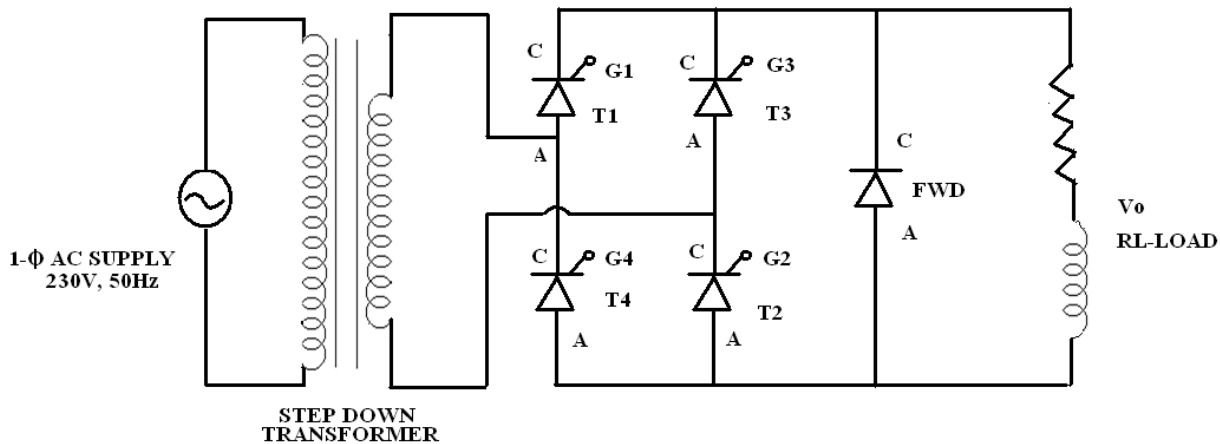 C
G1
C
G3
T1
T3
A
A
C
FWD
Vo
A
RL-LOAD
1-ϕ AC SUPPLY
230V, 50Hz
C
G4
C
G2
T4
T2
A
A
STEP DOWN
TRANSFORMER